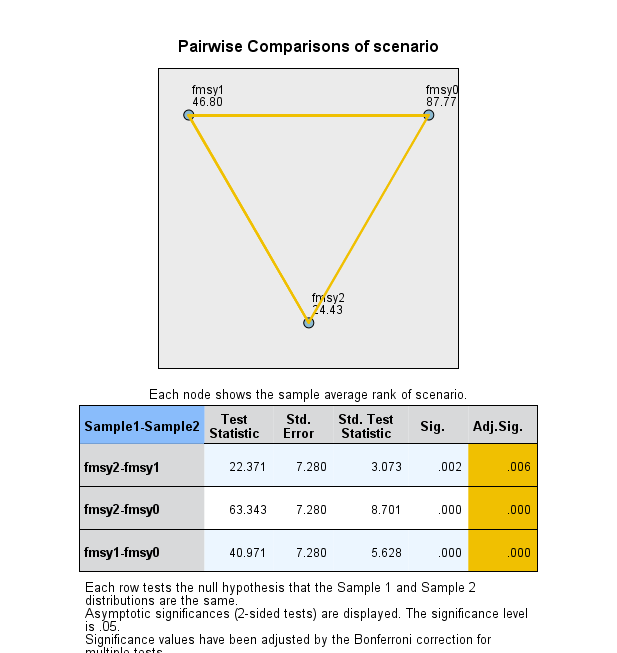 Pairwise Comparisons of scenario
fmsy1
46.80
fmsy0
87.77
fmsy2
24.43
Each node shows the sample average rank of scenario.
Sample1-Sample2 Test Statistic Std. Error Std. Test Statistic Sig. Adj.Sig.
fmsy2-fmsy1 22.371 7.280 3.073 .002 .006
fmsy2-fmsy0 63.343 7.280 8.701 .000 .000
fmsy1-fmsy0 40.971 7.280 5.628 .000 .000
Each row tests the null hypothesis that the Sample 1 and Sample 2
distributions are the same.
Asymptotic significances (2-sided tests) are displayed. The significance level
is .05.
Significance values have been adjusted by the Bonferroni correction for
multiple tests.